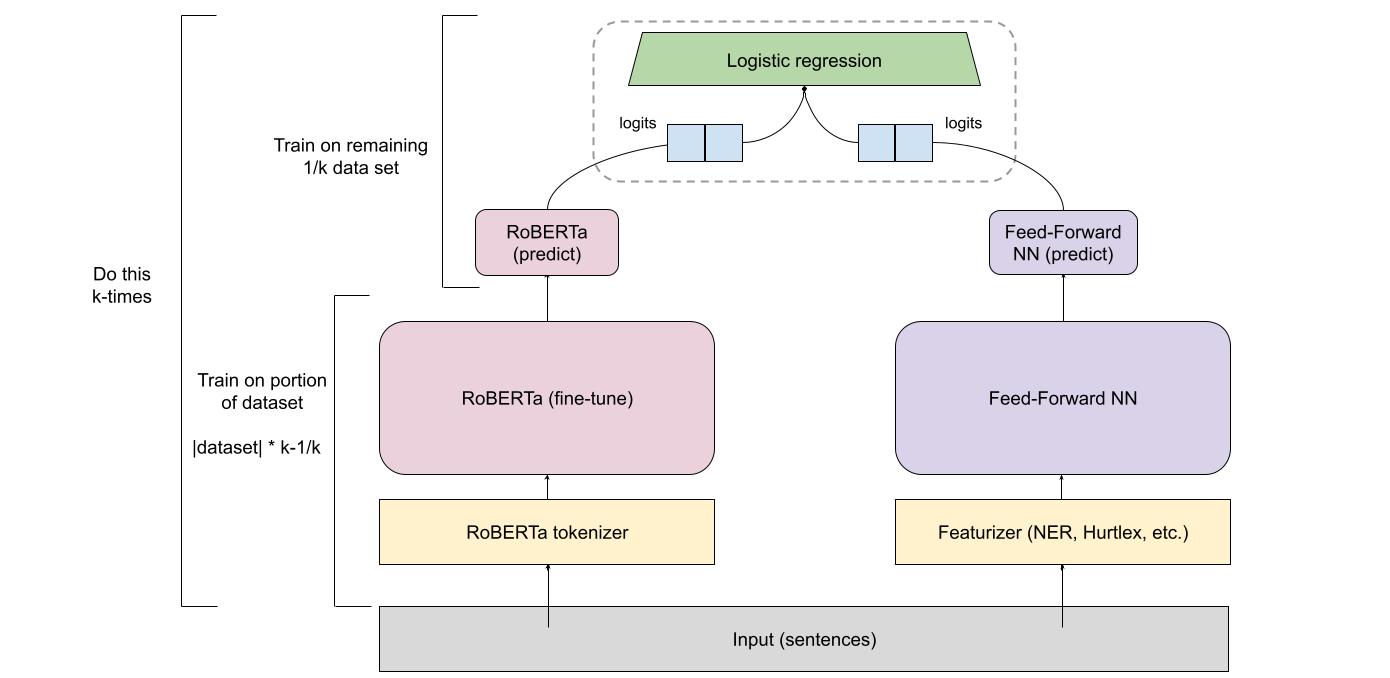 Logistic regression
logits
logits
Train on remaining
1/k data set
RoBERTa
(predict)
Feed-Forward
NN (predict)
Do this
k-times
Train on portion
of dataset
|dataset| * k-1/k
RoBERTa (fine-tune)
Feed-Forward NN
RoBERTa tokenizer
Featurizer (NER, Hurtlex, etc.)
Input (sentences)